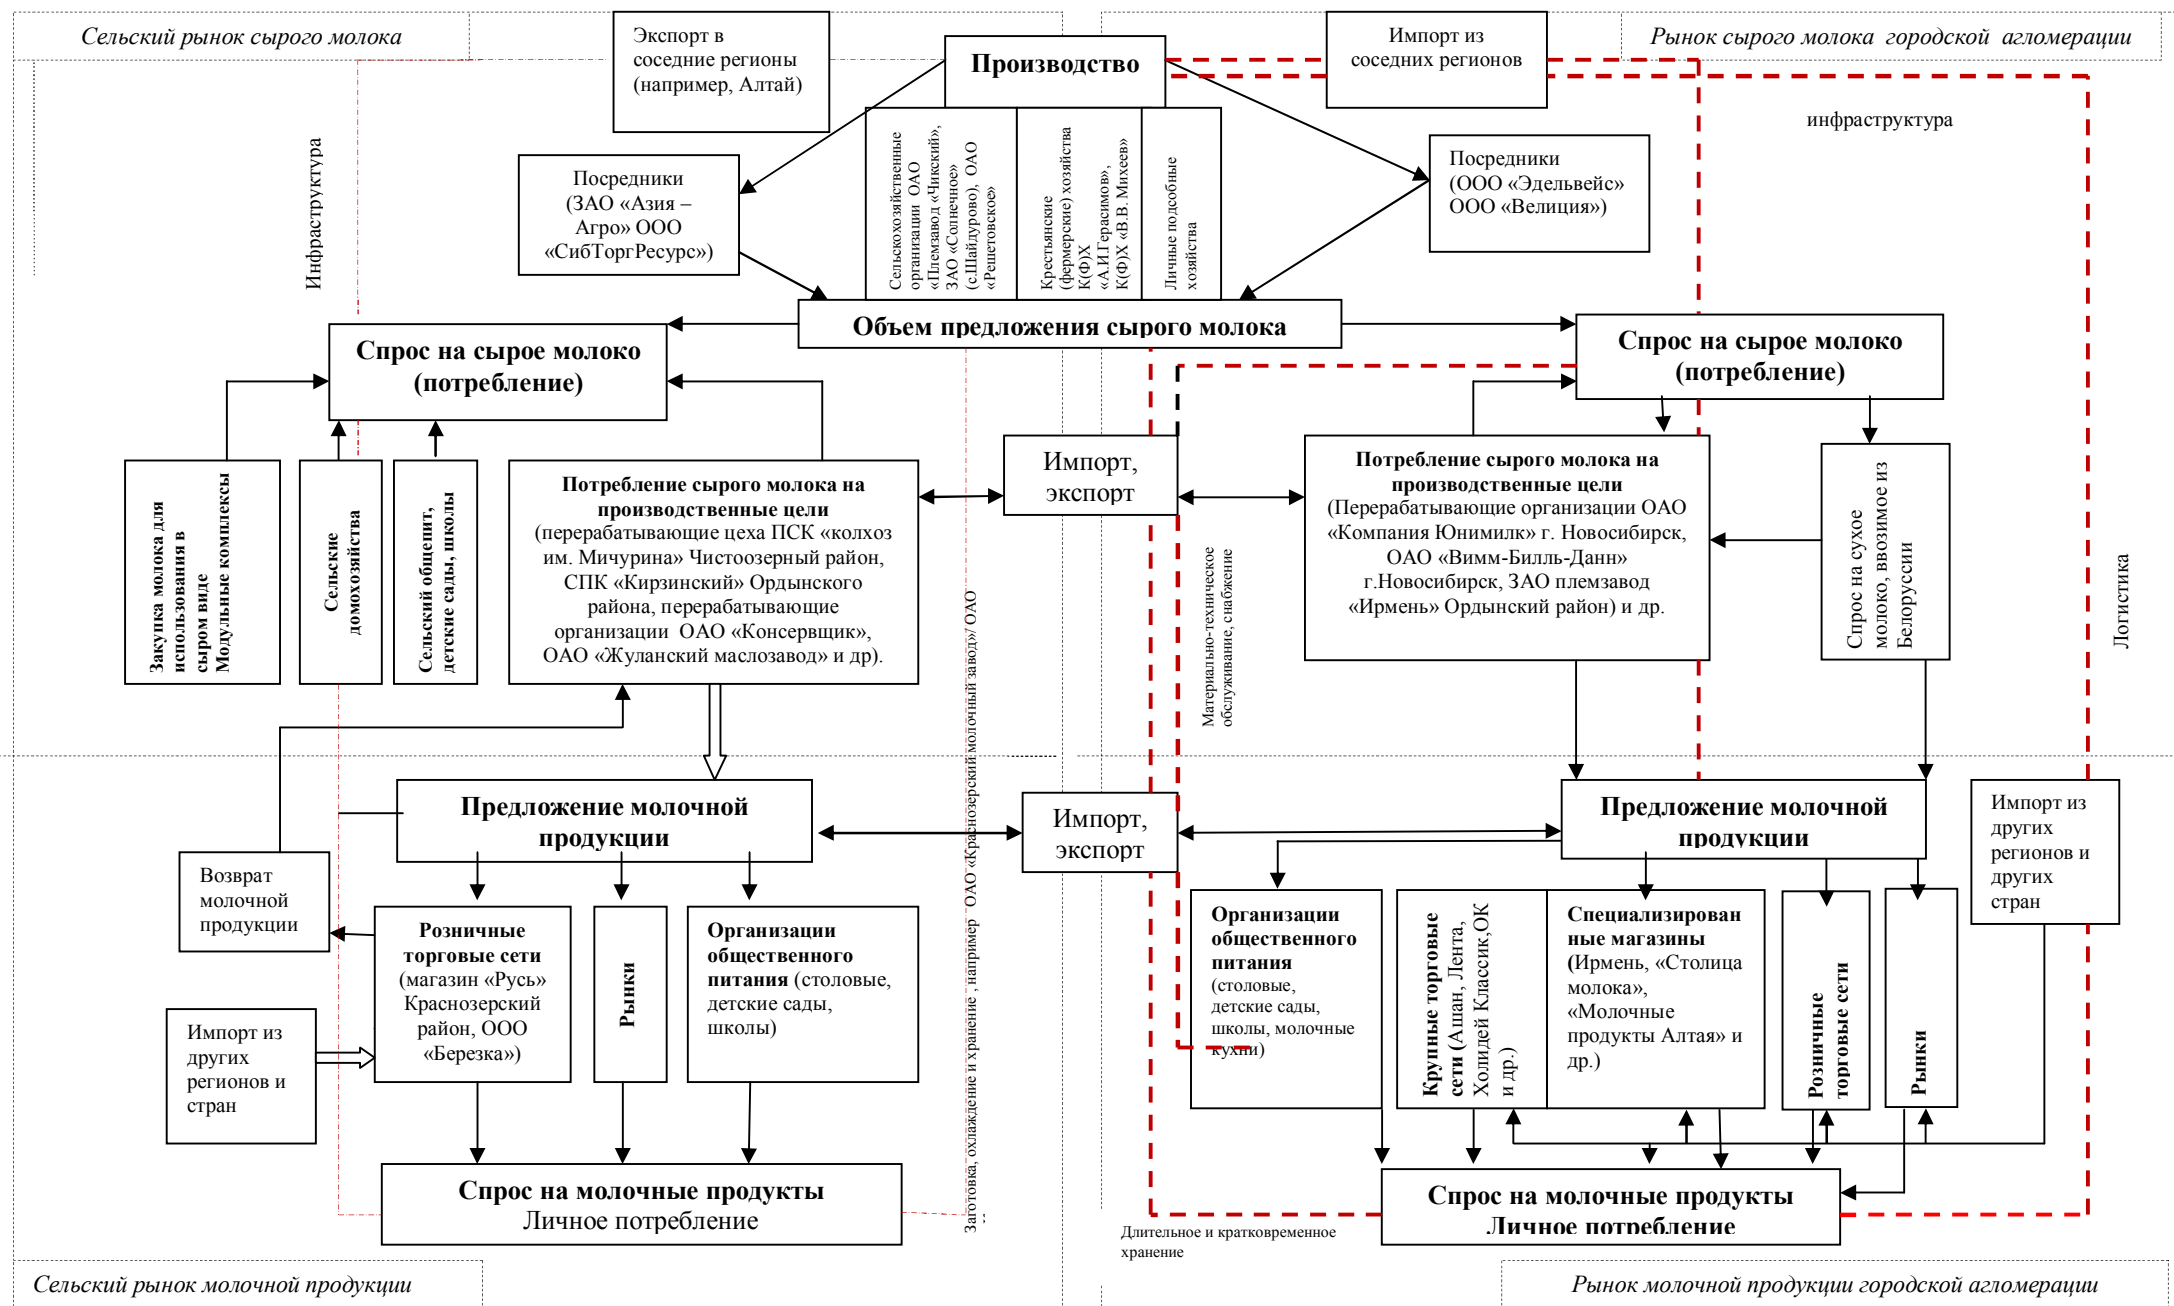 Сельский рынок сырого молока
Экспорт в
соседние регионы
(например, Алтай)
Производство
Импорт из
соседних регионов
Рынок сырого молока городской агломерации
Инфраструктура
Посредники
(ЗАО «Азия –
Агро» ООО
«СибТоргРесурс»)
Сельскохозяйственные
организации ОАО
«Племзавод «Чикский»,
ЗАО «Солнечное»
(с.Шайдурово), ОАО
«Решетовское»
Крестьянские
(фермерские) хозяйства
К(Ф)Х
«А.И.Герасимов»,
К(Ф)Х «В.В. Михеев»
Личные подсобные
хозяйства
Посредники
(ООО «Эдельвейс»
ООО «Велиция»)
инфраструктура
Объем предложения сырого молока
Спрос на сырое молоко
(потребление)
Спрос на сырое молоко
(потребление)
Закупка молока для
использования в
сыром виде
Модульные комплексы
Сельские
домохозяйства
Сельский общепит,
детские сады, школы
Потребление сырого молока на
производственные цели
(перерабатывающие цеха ПСК «колхоз
им. Мичурина» Чистоозерный район,
СПК «Кирзинский» Ордынского
района, перерабатывающие
организации ОАО «Консервщик»,
ОАО «Жуланский маслозавод» и др).
Импорт,
экспорт
Потребление сырого молока на
производственные цели
(Перерабатывающие организации ОАО
«Компания Юнимилк» г. Новосибирск,
ОАО «Вимм-Билль-Данн»
г.Новосибирск, ЗАО племзавод
«Ирмень» Ордынский район) и др.
Спрос на сухое
молоко, ввозимое из
Белоруссии
Логистика
Материально-техническое
обслуживание, снабжение
Заготовка, охлаждение и хранение , например ОАО «Краснозерский молочный завод»/ ОАО
Предложение молочной
продукции
Импорт,
экспорт
Предложение молочной
продукции
Импорт из
других
регионов и
других
стран
Возврат
молочной
продукции
Розничные
торговые сети
(магазин «Русь»
Краснозерский
район, ООО
«Березка»)
Рынки
Организации
общественного
питания (столовые,
детские сады,
школы)
Организации
общественного
питания
(столовые,
детские сады,
школы, молочные
кухни)
Крупные торговые
сети (Ашан, Лента,
Холидей Классик,ОК
и др.)
Специализирован
ные магазины
(Ирмень, «Столица
молока»,
«Молочные
продукты Алтая» и
др.)
Розничные
торговые сети
Рынки
Импорт из
других
регионов и
стран
Спрос на молочные продукты
Личное потребление
Спрос на молочные продукты
Личное потребление
Длительное и кратковременное
хранение
Сельский рынок молочной продукции
Рынок молочной продукции городской агломерации